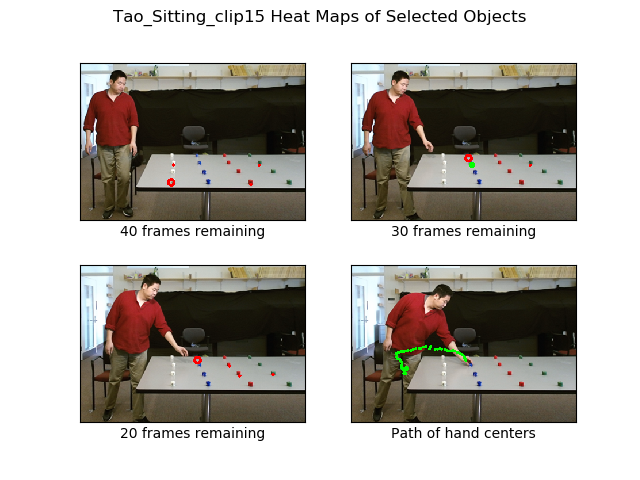 Tao_Sitting_clip15 Heat Maps of Selected Objects
40 frames remaining
30 frames remaining
20 frames remaining
Path of hand centers